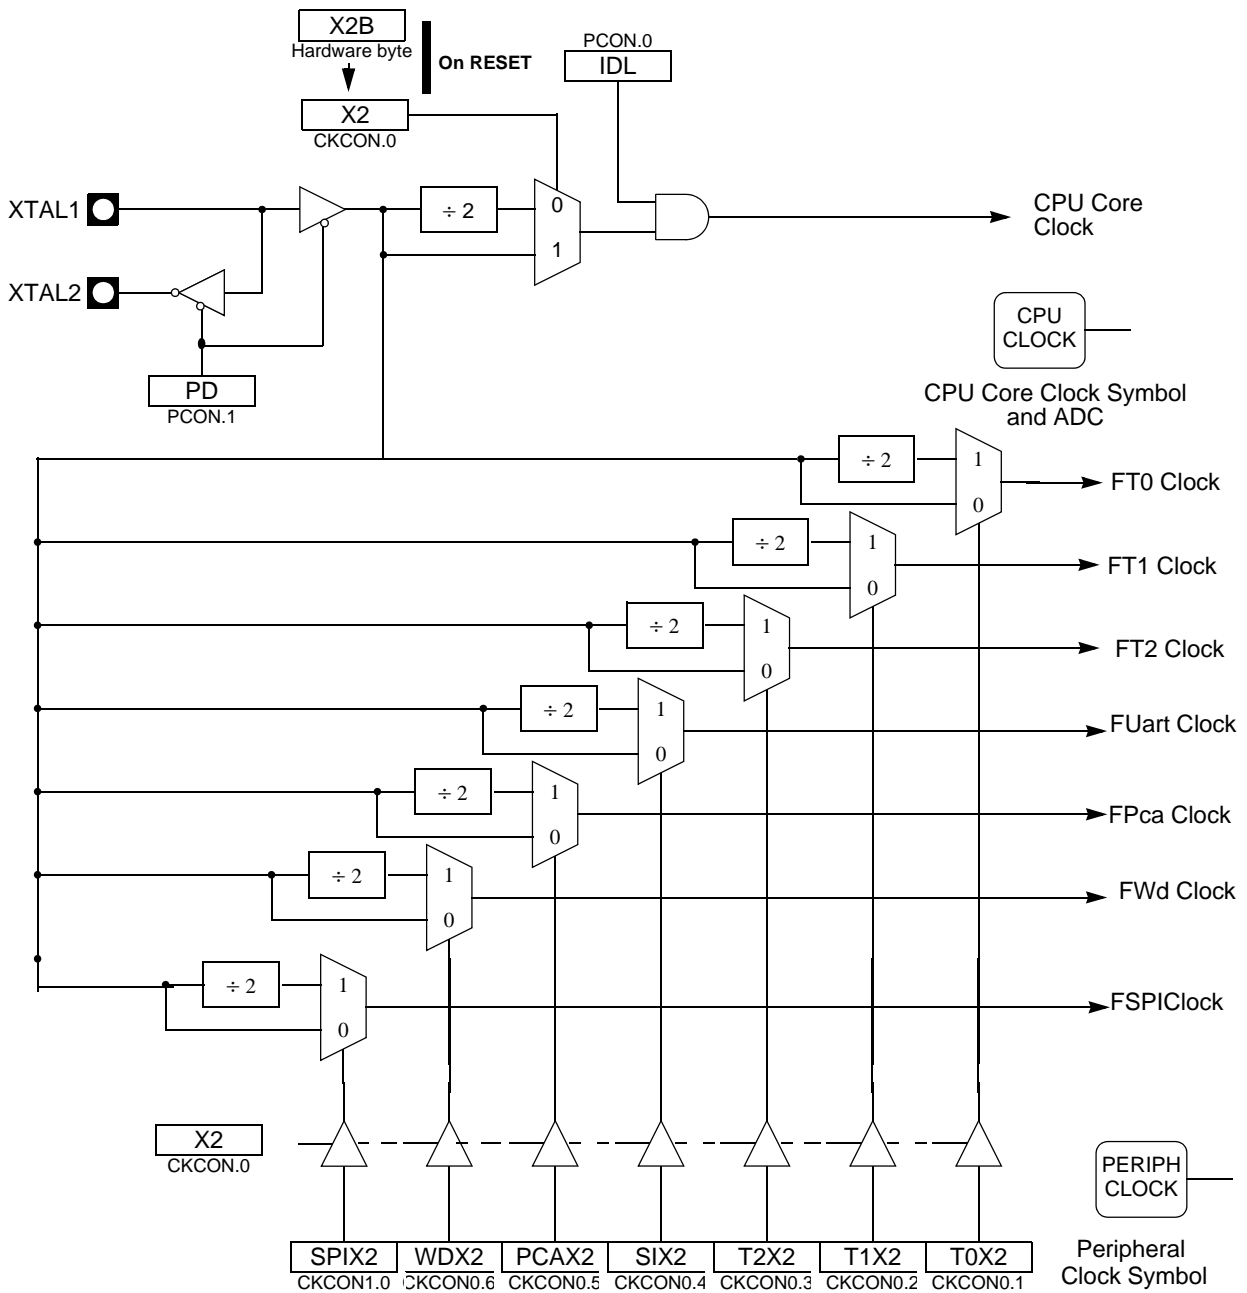 X2B
Hardware byte
On RESET
PCON.0
IDL
X2
CKCON.0
XTAL1
÷ 2
0
1
CPU Core
Clock
XTAL2
CPU
CLOCK
PD
PCON.1
CPU Core Clock Symbol
and ADC
÷ 2
1
0
FT0 Clock
÷ 2
1
0
FT1 Clock
÷ 2
1
0
FT2 Clock
÷ 2
1
0
FUart Clock
÷ 2
1
0
FPca Clock
÷ 2
1
0
FWd Clock
÷ 2
1
0
FSPIClock
X2
CKCON.0
PERIPH
CLOCK
SPIX2 WDX2 PCAX2 SIX2 T2X2 T1X2 T0X2
CKCON1.0 CKCON0.6 CKCON0.5 CKCON0.4 CKCON0.3 CKCON0.2 CKCON0.1
Peripheral
Clock Symbol